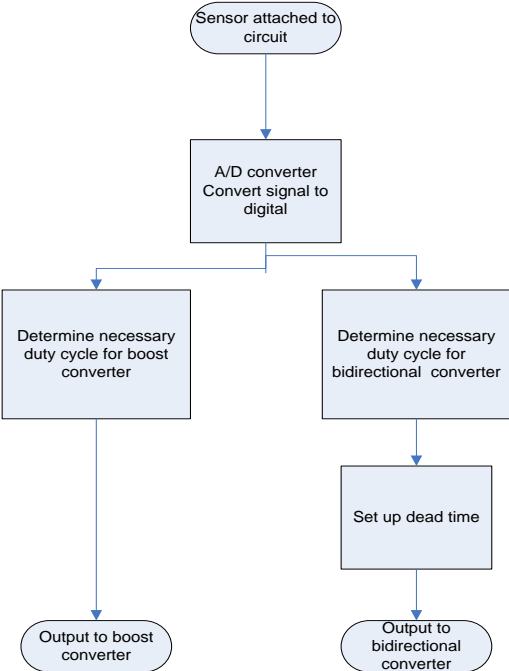 Sensor attached to
circuit
A/D converter
Convert signal to
digital
Determine necessary
duty cycle for boost
converter
Determine necessary
duty cycle for
bidirectional converter
Set up dead time
Output to boost
converter
Output to
bidirectional
converter